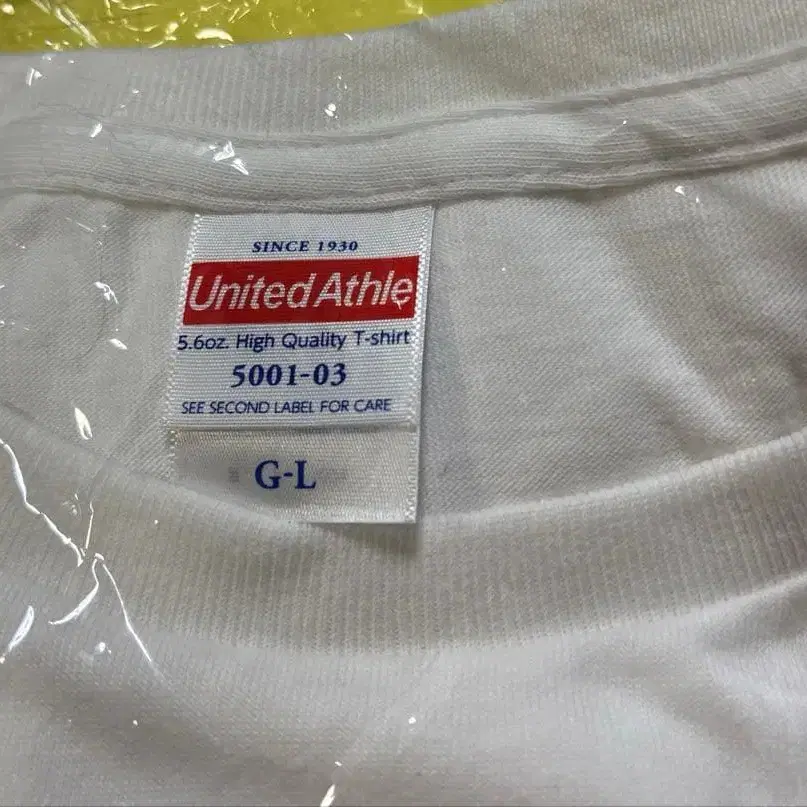 SINCE 1930
United Athle
5.6oz. High Quality T-shirt
5001-03
SEE SECOND LABEL FOR CARE
G-L